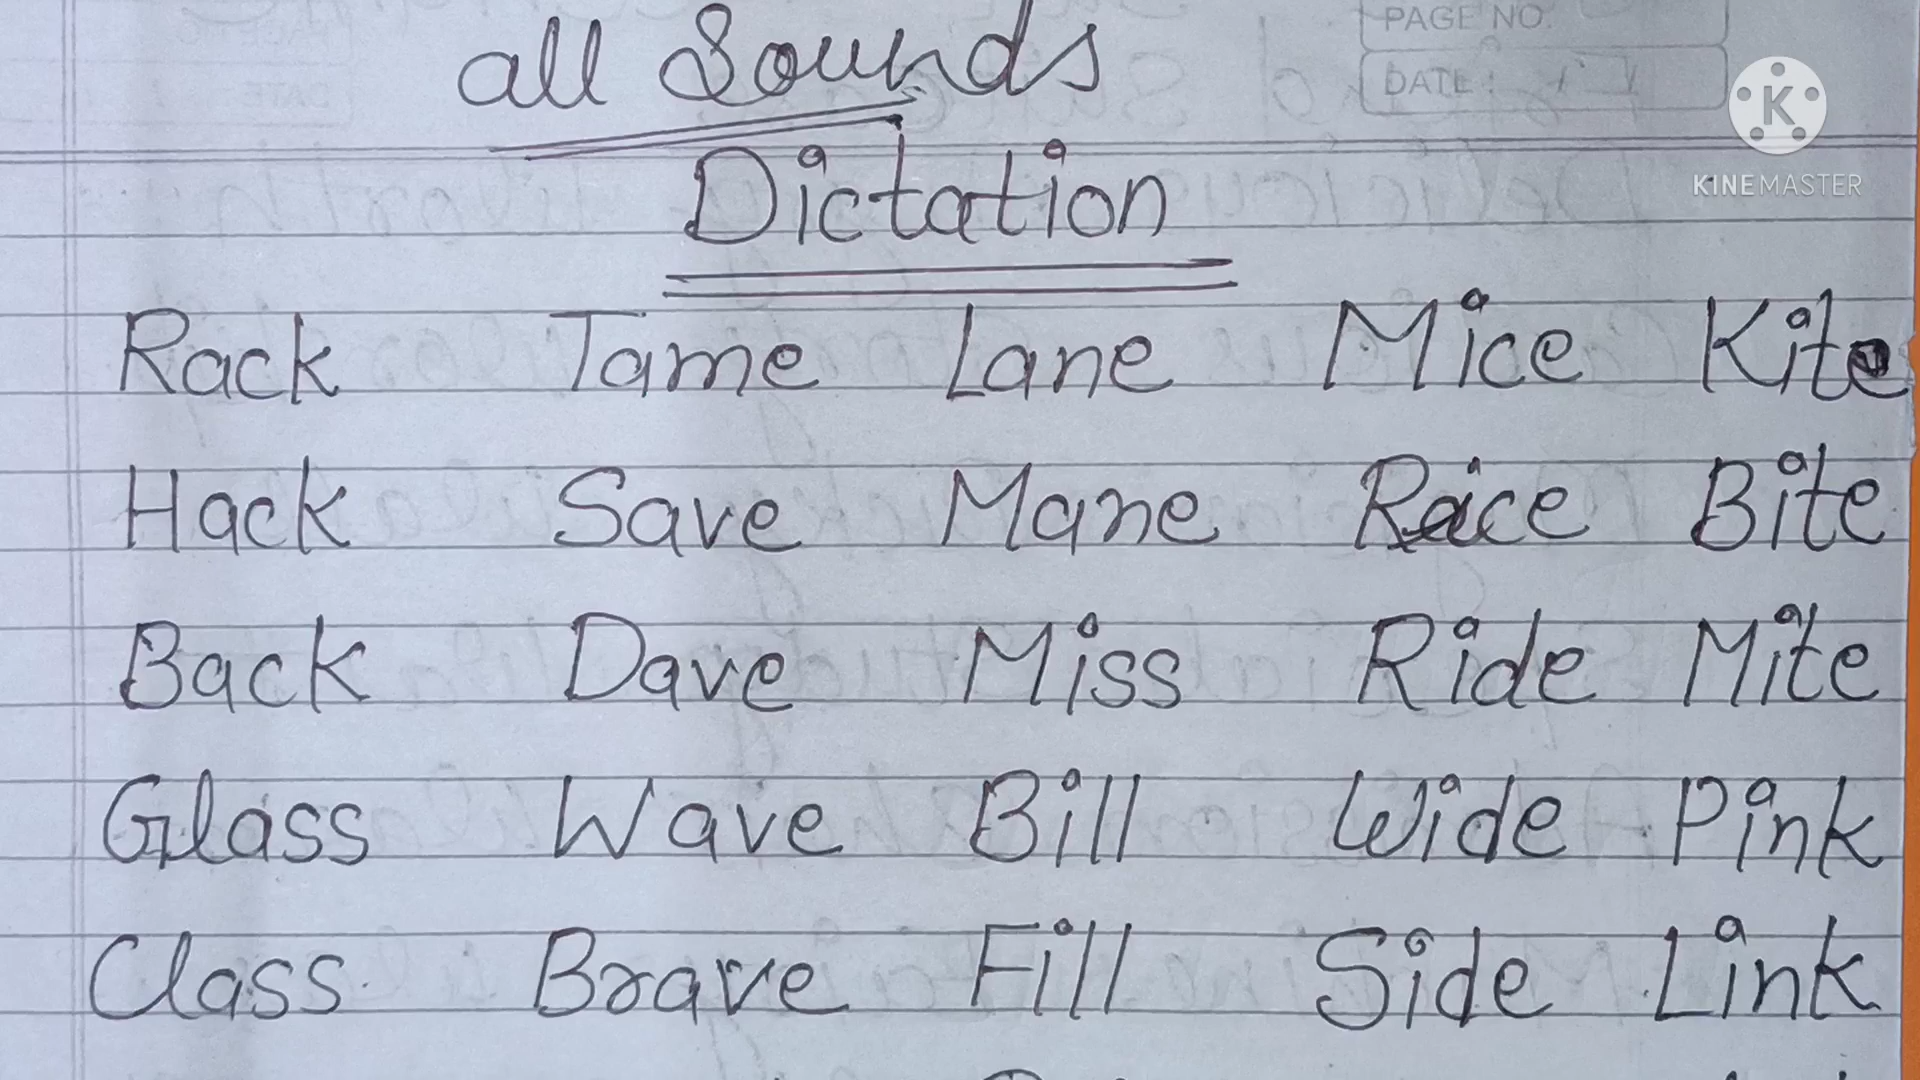 all Sounds
PAGE NO.
DATE:
K
KINEMASTER
Dictation
Rack Tame Lane Mice Kite
Hack Save Mane Rice Bite
Back Dave Miss Ride Mite
Glass Wave Bill Wide Pink
Class Brave Fill Side Link